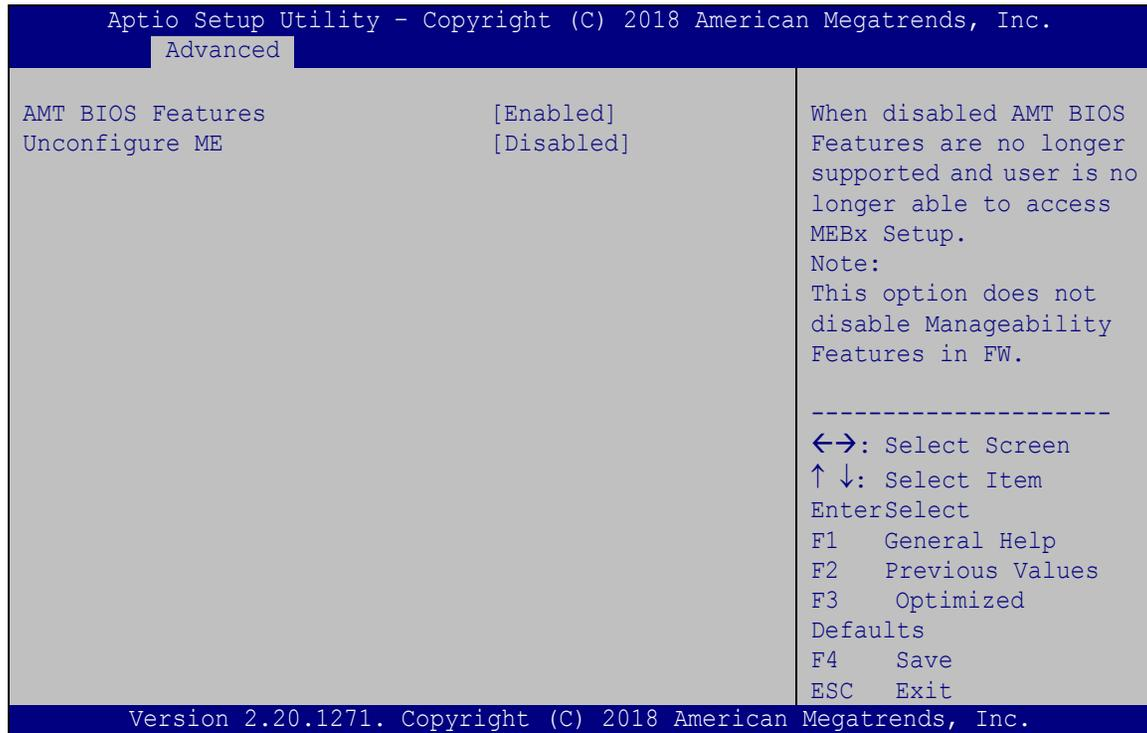 Aptio Setup Utility – Copyright (C) 2018 American Megatrends, Inc.
Advanced
AMT BIOS Features [Enabled]
Unconfigure ME [Disabled]
When disabled AMT BIOS
Features are no longer
supported and user is no
longer able to access
MEBx Setup.
Note:
This option does not
disable Manageability
Features in FW.
---------------------
←→: Select Screen
↑ ↓: Select Item
EnterSelect
F1 General Help
F2 Previous Values
F3 Optimized
Defaults
F4 Save
ESC Exit
Version 2.20.1271. Copyright (C) 2018 American Megatrends, Inc.